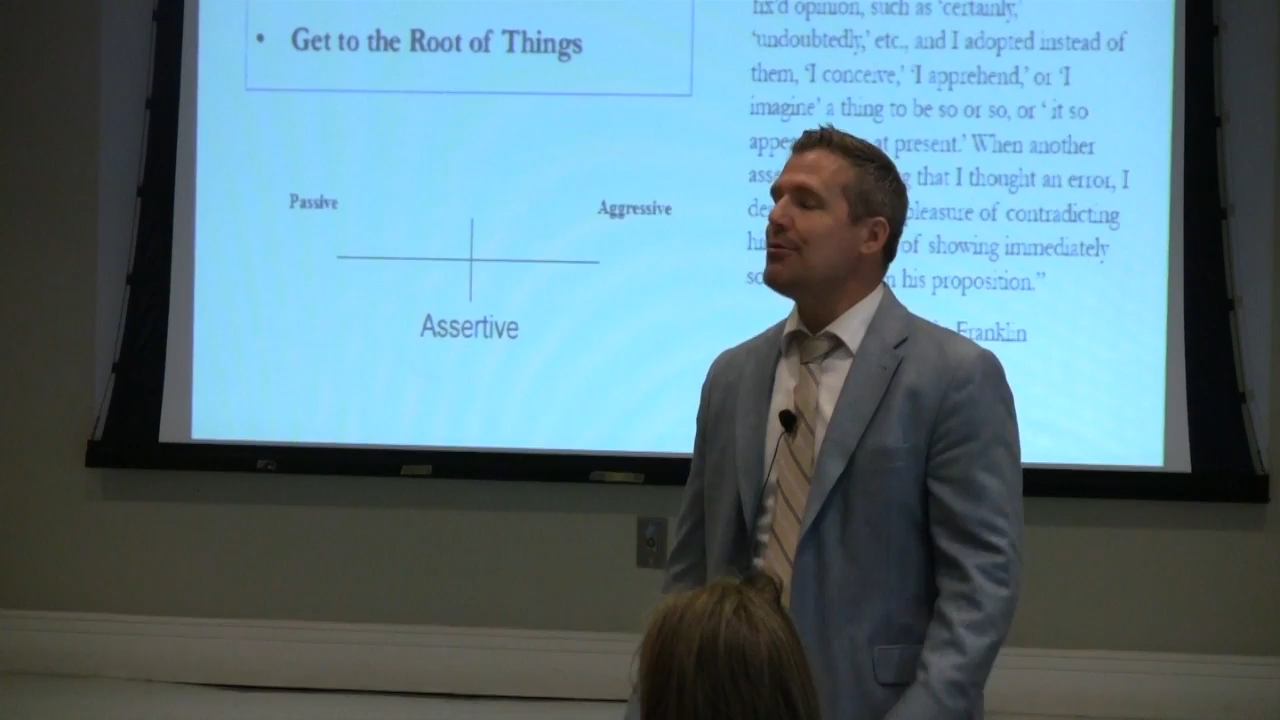 • Get to the Root of Things
Passive
Aggressive
Assertive
fix'd opinion, such as 'certainly,'
'undoubtedly,' etc., and I adopted instead of
them, 'I conceive,' 'I apprehend,' or 'I
imagine' a thing to be so or so, or ' it so
at present.' When another
that I thought an error, I
pleasure of contradicting
of showing immediately
his proposition."
Franklin